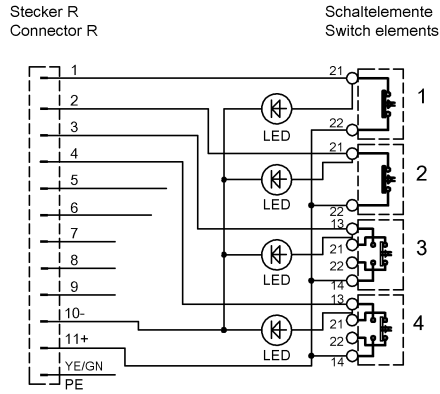 Stecker R
Connector R
Schaltelemente
Switch elements
1
2
3
4
5
6
7
8
9
10-
11+
YE/GN
PE
LED
LED
LED
LED
21
22
1
21
22
2
13
21
22
14
3
13
21
22
14
4